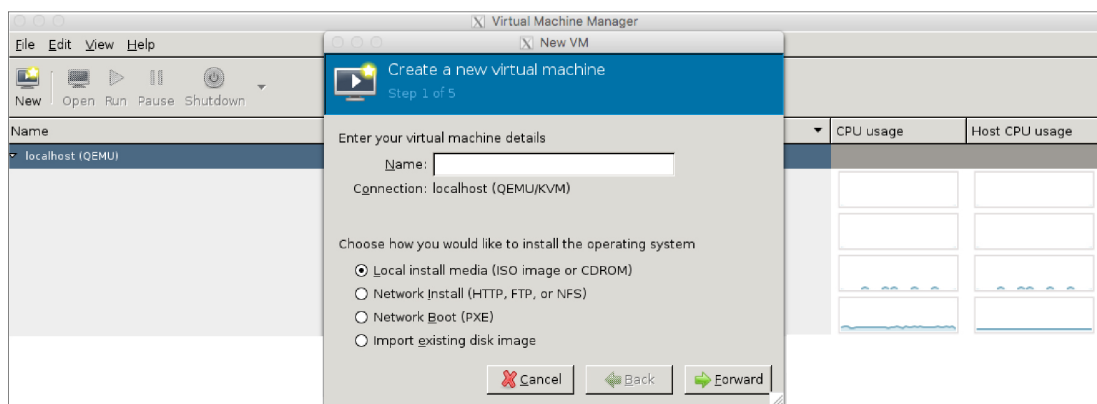 Virtual Machine Manager
File Edit View Help
New Open Run Pause Shutdown
Name CPU usage Host CPU usage
localhost (QEMU)
New VM
Create a new virtual machine
Step 1 of 5
Enter your virtual machine details
Name:
Connection: localhost (QEMU/KVM)
Choose how you would like to install the operating system
Local install media (ISO image or CDROM)
Network Install (HTTP, FTP, or NFS)
Network Boot (PXE)
Import existing disk image
Cancel Back Forward